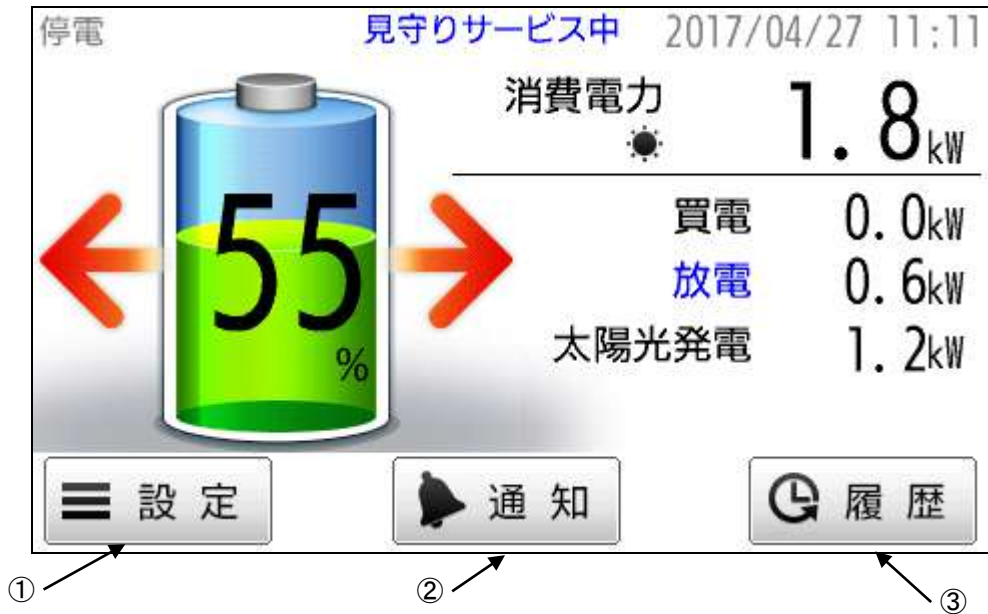 停電 見守りサービス中 2017/04/27 11:11
消費電力 1.8kW
買電 0.0kW
放電 0.6kW
太陽光発電 1.2kW
55%
設定 通知 履歴
① ② ③